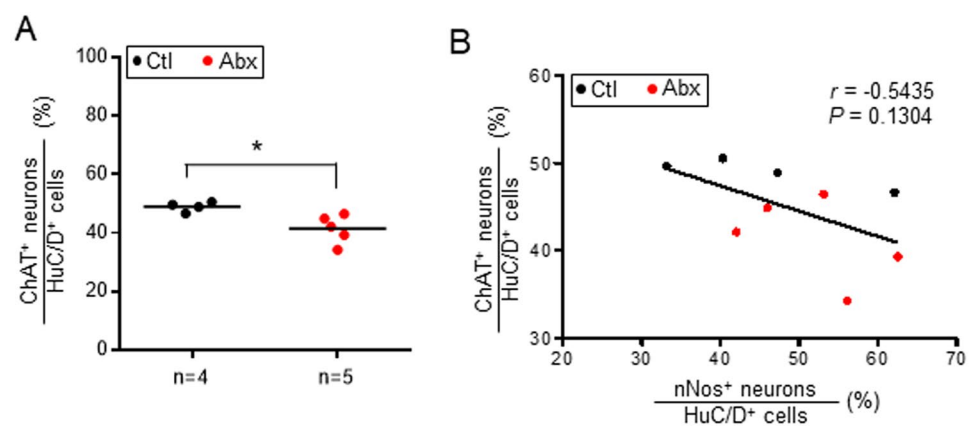 A
Ctl Abx
ChAT⁺ neurons
HuC/D⁺ cells
(%)
100
80
60
40
20
0
*
n=4 n=5
B
Ctl Abx
r = -0.5435
P = 0.1304
ChAT⁺ neurons
HuC/D⁺ cells
(%)
60
50
40
30
20 30 40 50 60 70
nNos⁺ neurons
HuC/D⁺ cells
(%)